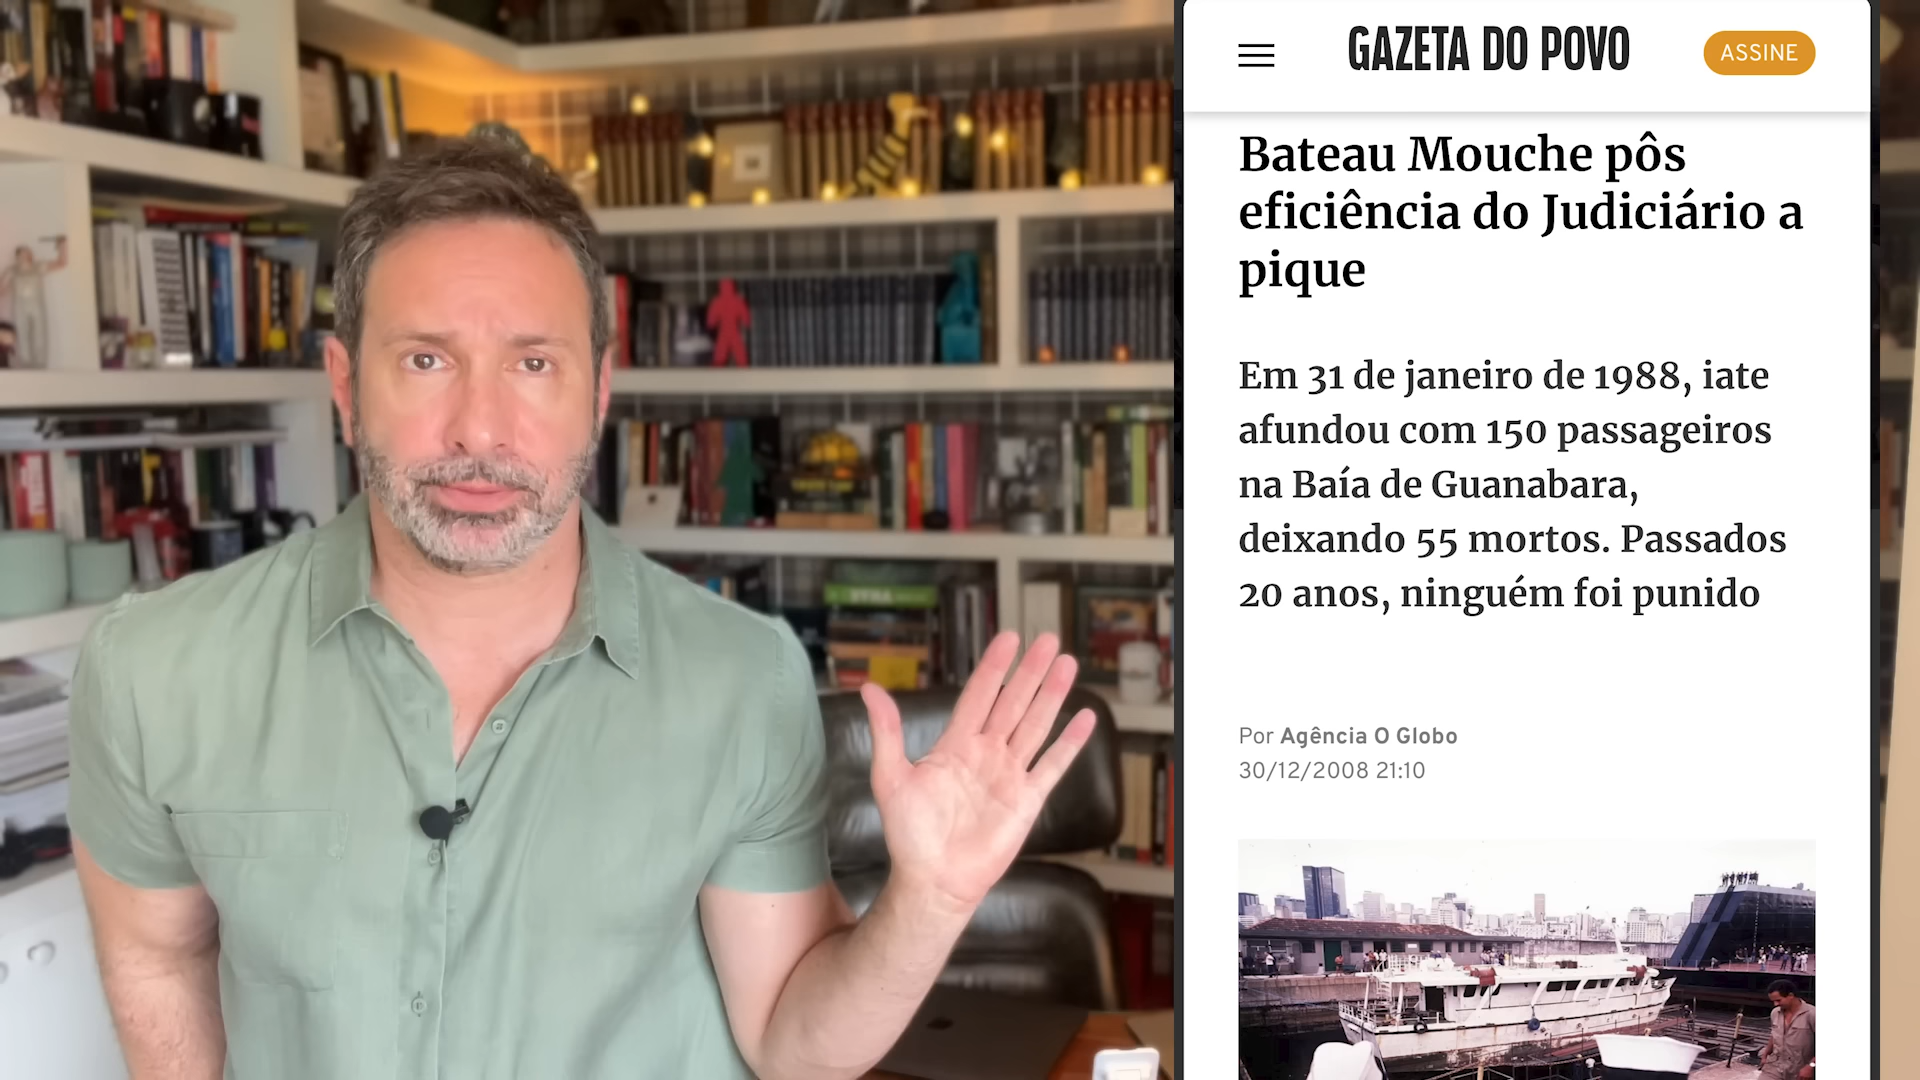 GAZETA DO POVO
ASSINE
Bateau Mouche pôs
eficiência do Judiciário a
pique
Em 31 de janeiro de 1988, iate
afundou com 150 passageiros
na Baía de Guanabara,
deixando 55 mortos. Passados
20 anos, ninguém foi punido
Por Agência O Globo
30/12/2008 21:10